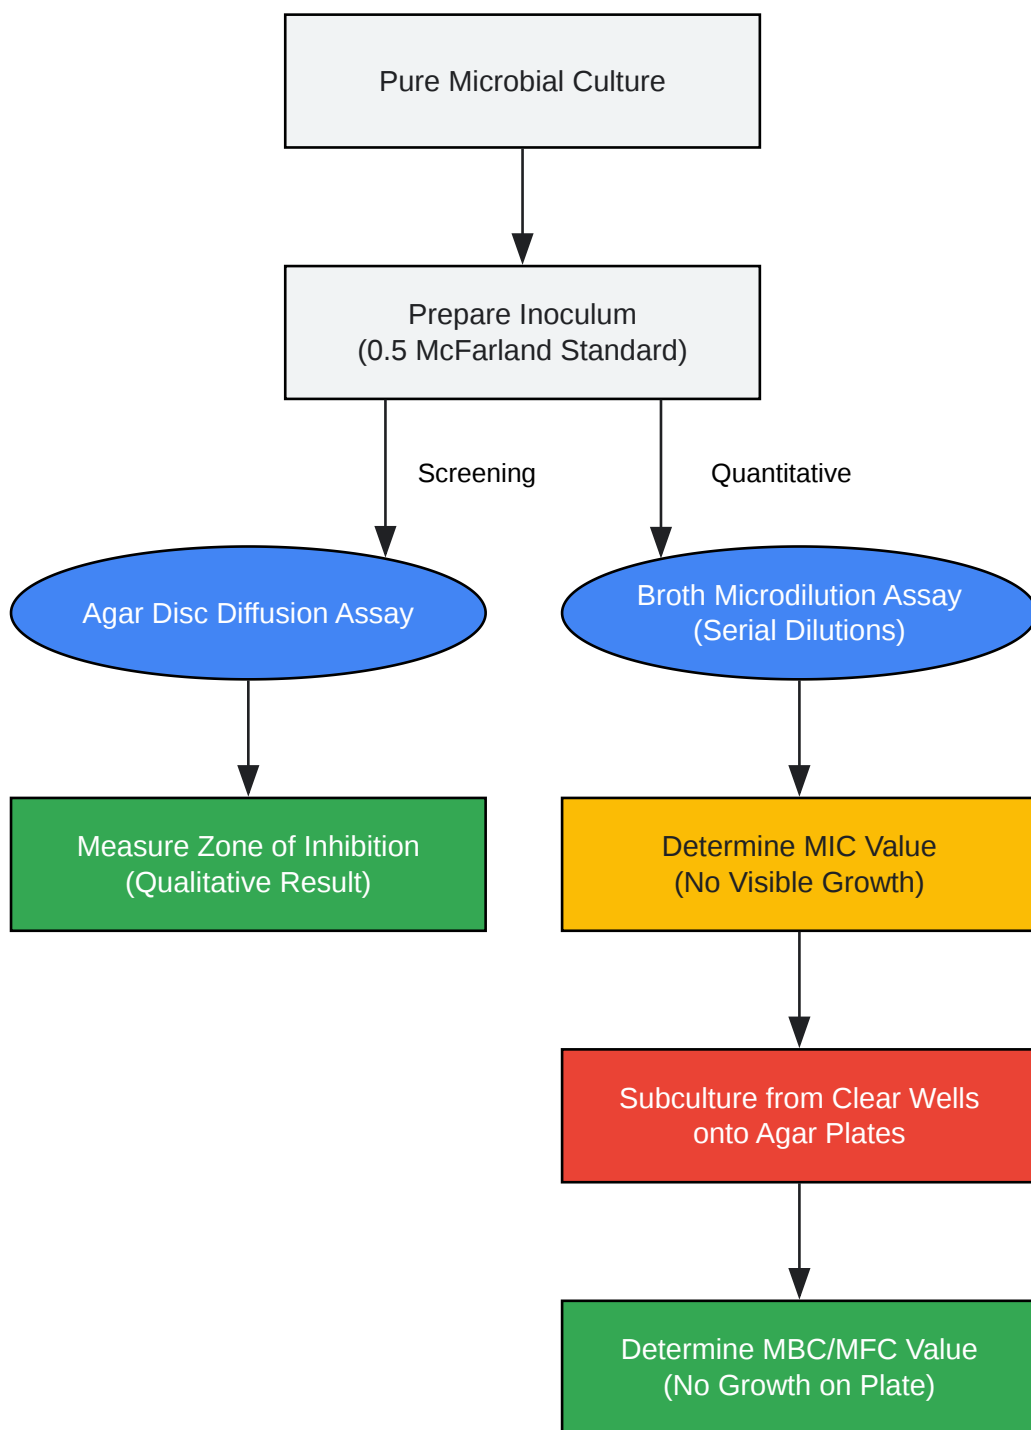 Pure Microbial Culture
Prepare Inoculum
(0.5 McFarland Standard)
Screening
Quantitative
Agar Disc Diffusion Assay
Broth Microdilution Assay
(Serial Dilutions)
Measure Zone of Inhibition
(Qualitative Result)
Determine MIC Value
(No Visible Growth)
Subculture from Clear Wells
onto Agar Plates
Determine MBC/MFC Value
(No Growth on Plate)